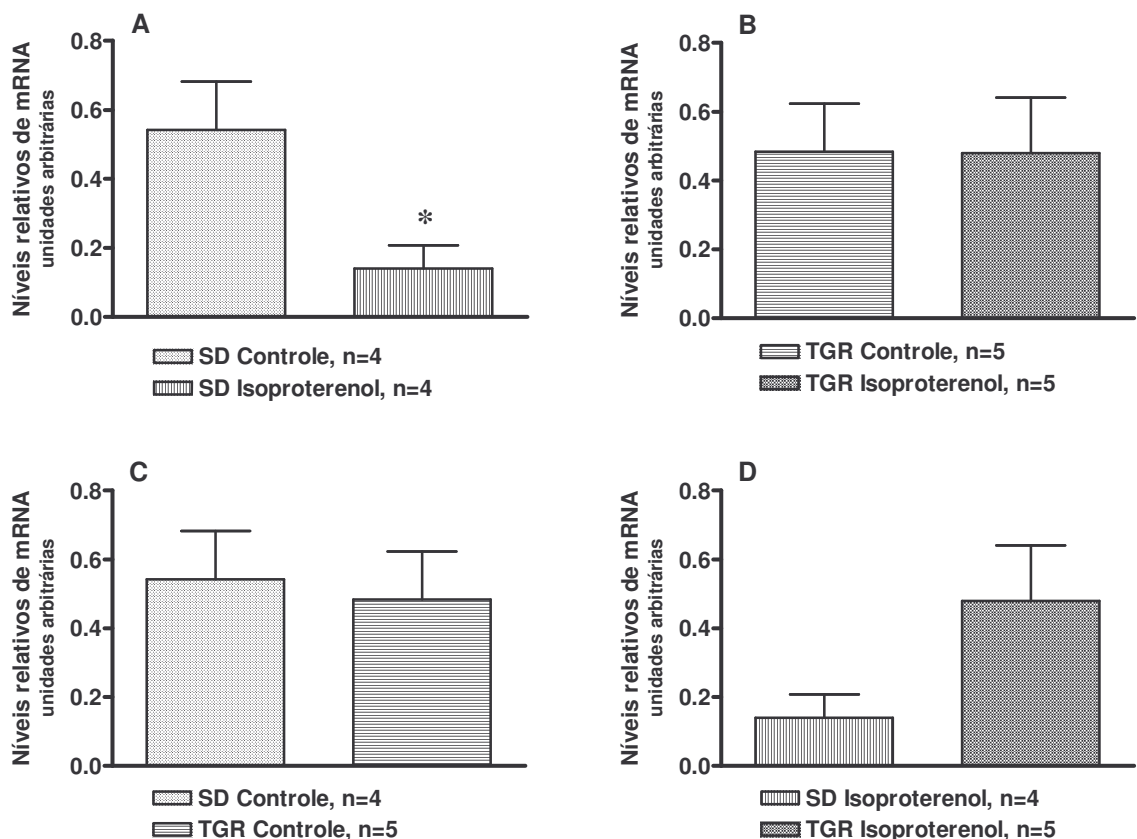 A
Níveis relativos de mRNA
unidades arbitrárias
0.8
0.6
0.4
0.2
0.0
*
SD Controle, n=4
SD Isoproterenol, n=4
B
Níveis relativos de mRNA
unidades arbitrárias
0.8
0.6
0.4
0.2
0.0
TGR Controle, n=5
TGR Isoproterenol, n=5
C
Níveis relativos de mRNA
unidades arbitrárias
0.8
0.6
0.4
0.2
0.0
SD Controle, n=4
TGR Controle, n=5
D
Níveis relativos de mRNA
unidades arbitrárias
0.8
0.6
0.4
0.2
0.0
SD Isoproterenol, n=4
TGR Isoproterenol, n=5